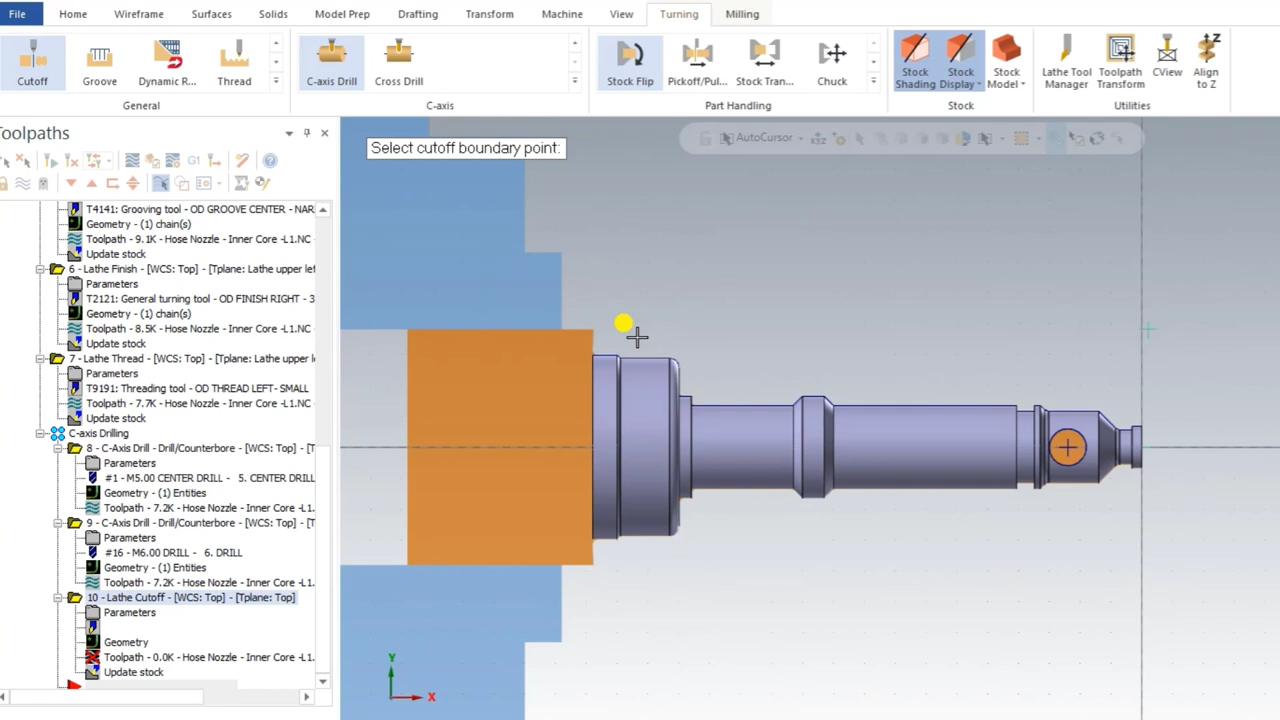 File Home Wireframe Surfaces Solids Model Prep Drafting Transform Machine View Turning Milling
Cutoff Groove Dynamic R... Thread C-axis Drill Cross Drill Stock Flip Pickoff/Pul... Stock Tran... Chuck Stock Shading Stock Display Stock Model Lathe Tool Manager Toolpath Transform CView Align to Z
General C-axis Part Handling Stock Utilities
Toolpaths
Select cutoff boundary point:
AutoCursor
G1
T4141: Grooving tool - OD GROOVE CENTER - NAR
Geometry - (1) chain(s)
Toolpath - 9.1K - Hose Nozzle - Inner Core -L1.NC -
Update stock
6 - Lathe Finish - [WCS: Top] - [Tplane: Lathe upper lef
Parameters
T2121: General turning tool - OD FINISH RIGHT - 3
Geometry - (1) chain(s)
Toolpath - 8.5K - Hose Nozzle - Inner Core -L1.NC -
Update stock
7 - Lathe Thread - [WCS: Top] - [Tplane: Lathe upper
Parameters
T9191: Threading tool - OD THREAD LEFT- SMALL
Toolpath - 7.7K - Hose Nozzle - Inner Core -L1.NC -
Update stock
C-axis Drilling
8 - C-Axis Drill - Drill/Counterbore - [WCS: Top] - [T
Parameters
#1 - M5.00 CENTER DRILL - 5. CENTER DRILL
Geometry - (1) Entities
Toolpath - 7.2K - Hose Nozzle - Inner Core -L1.
9 - C-Axis Drill - Drill/Counterbore - [WCS: Top] - [T
Parameters
#16 - M6.00 DRILL - 6. DRILL
Geometry - (1) Entities
Toolpath - 7.2K - Hose Nozzle - Inner Core -L1.
10 - Lathe Cutoff - [WCS: Top] - [Tplane: Top]
Parameters
Geometry
Toolpath - 0.0K - Hose Nozzle - Inner Core -L1.
Update stock
Y
X